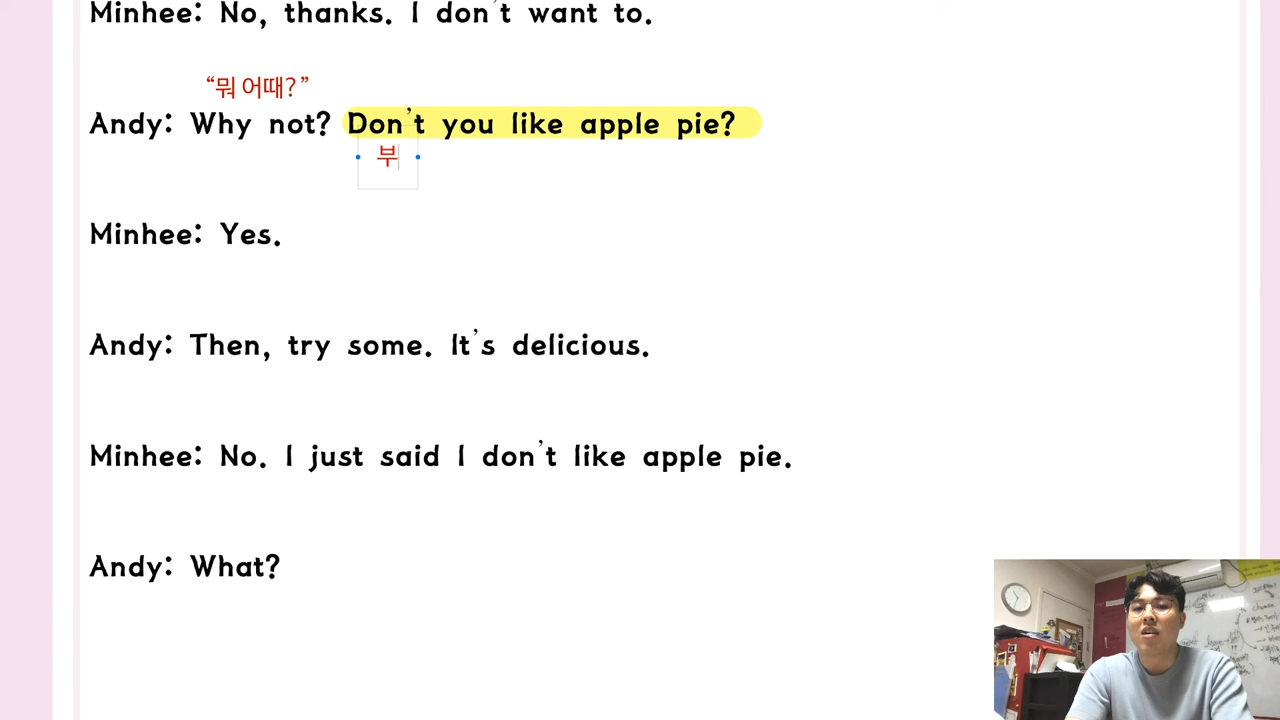 Minhee: No, thanks. I don't want to.
“뭐 어때?”
Andy: Why not? Don't you like apple pie?
부
Minhee: Yes.
Andy: Then, try some. It's delicious.
Minhee: No. I just said I don't like apple pie.
Andy: What?